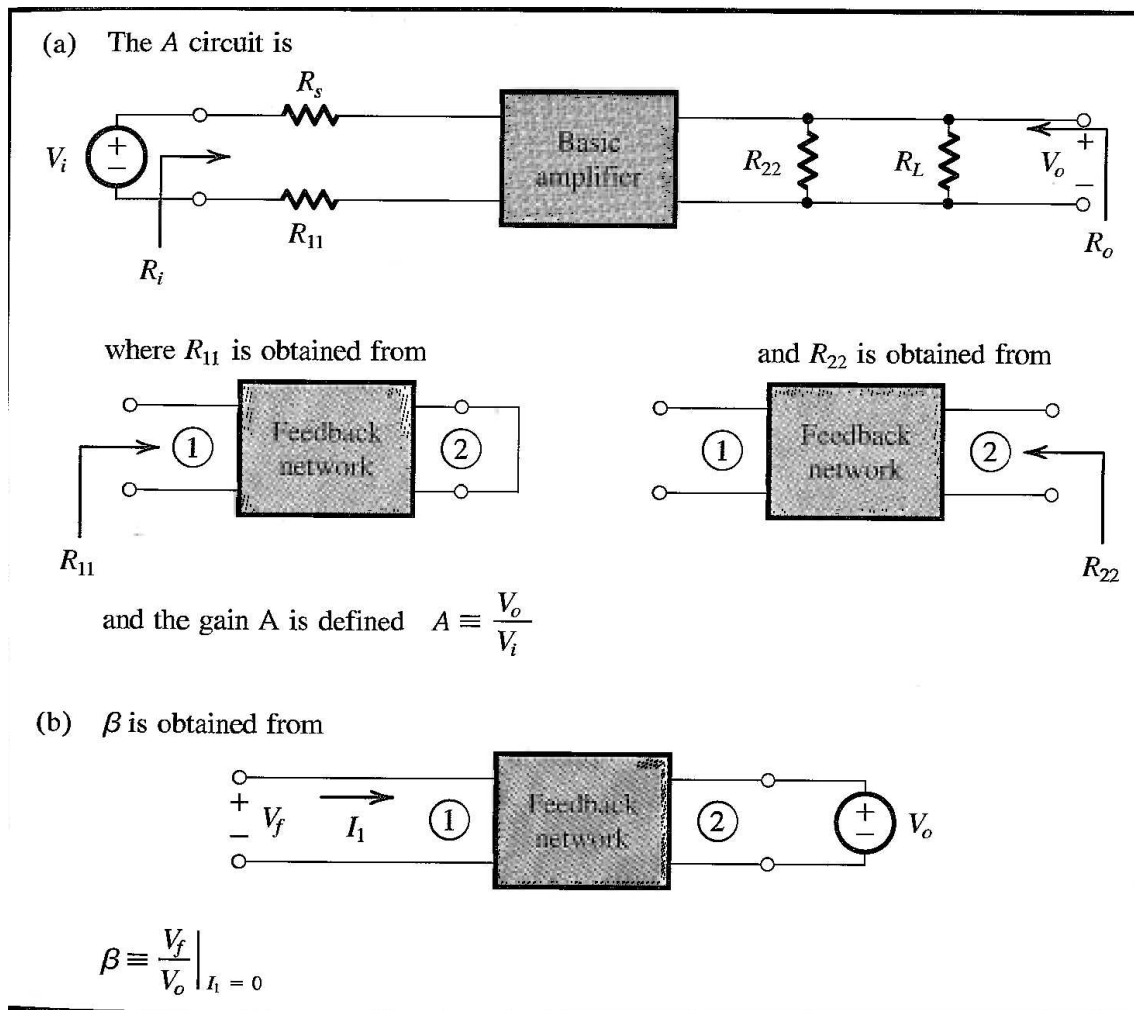 (a) The A circuit is
R_s
V_i
+
−
Basic
amplifier
R_22
R_L
+
V_o
−
R_11
R_i
R_o
where R_11 is obtained from
and R_22 is obtained from
①
Feedback
network
②
①
Feedback
network
②
R_11
R_22
and the gain A is defined A ≡ V_o / V_i
(b) β is obtained from
+
V_f
−
I_1
①
Feedback
network
②
+
−
V_o
β ≡ V_f / V_o |_{I_1 = 0}